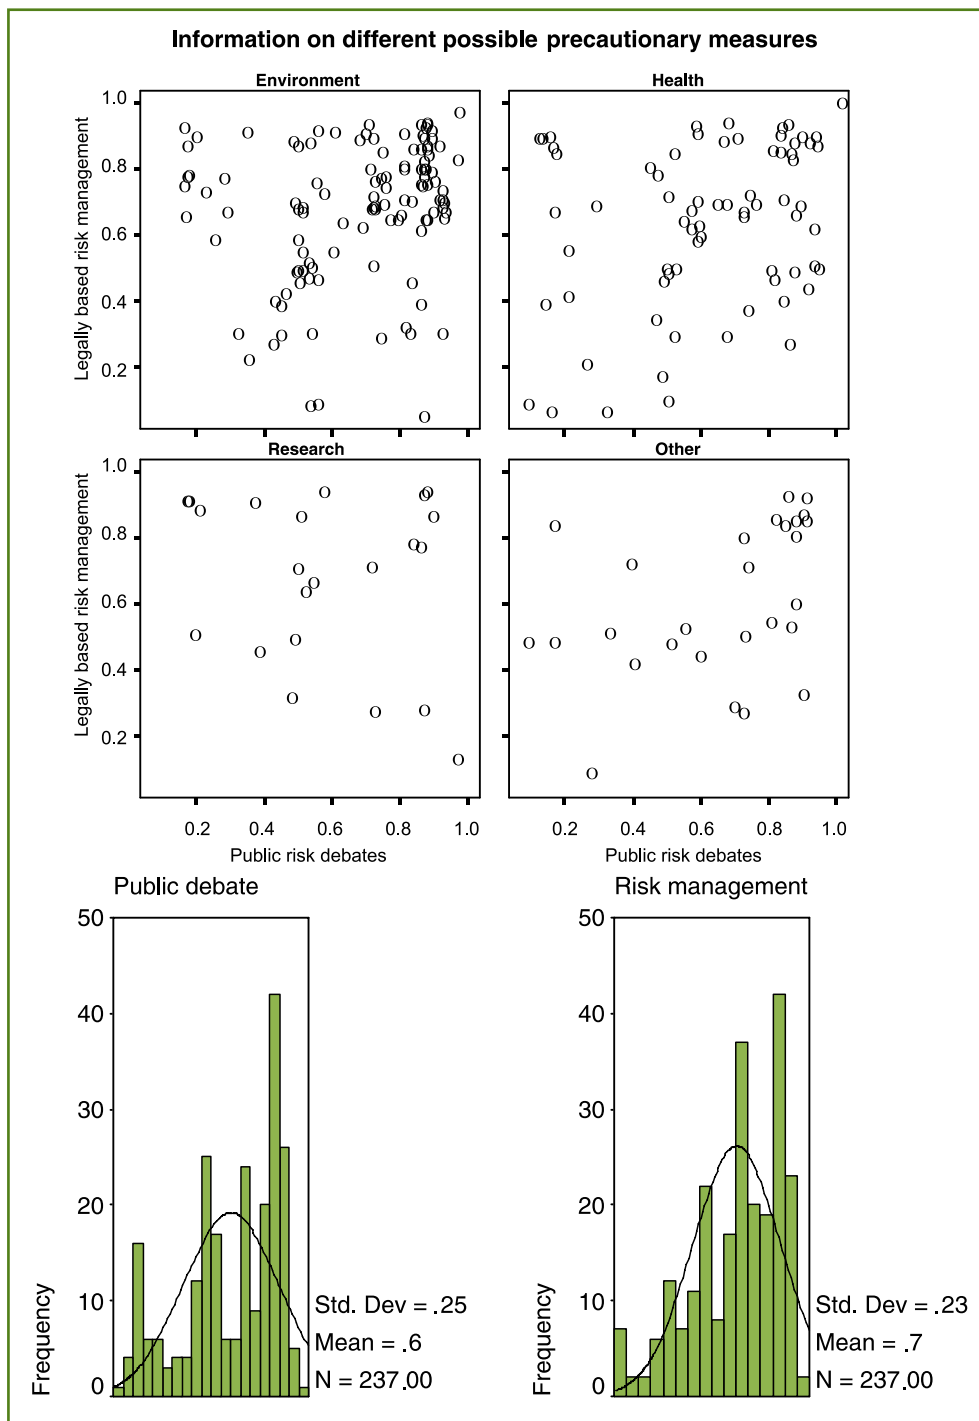 Information on different possible precautionary measures
Environment
Health
Legally based risk management
1.0
0.8
0.6
0.4
0.2
Research
Other
Legally based risk management
1.0
0.8
0.6
0.4
0.2
0.2 0.4 0.6 0.8 1.0
0.2 0.4 0.6 0.8 1.0
Public risk debates
Public risk debates
Public debate
50
40
30
20
10
0
Frequency
Std. Dev = .25
Mean = .6
N = 237.00
Risk management
50
40
30
20
10
0
Frequency
Std. Dev = .23
Mean = .7
N = 237.00